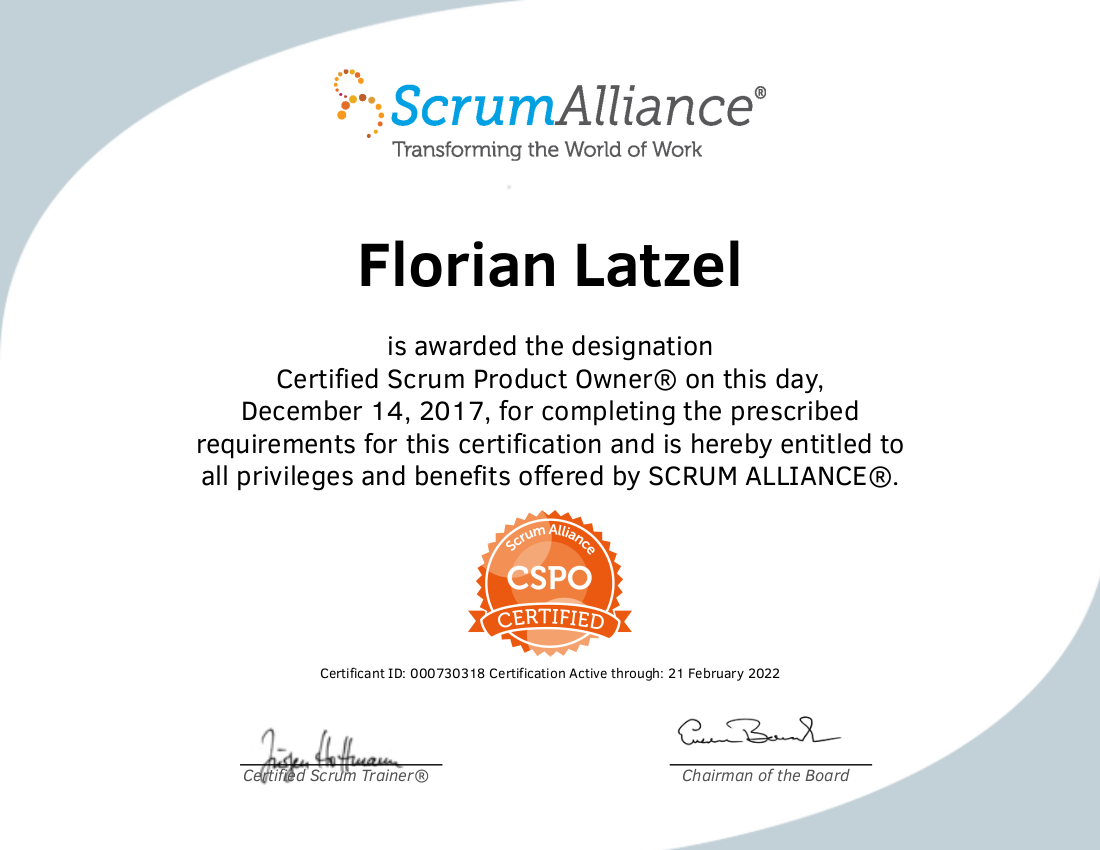 ScrumAlliance®
Transforming the World of Work
Florian Latzel
is awarded the designation
Certified Scrum Product Owner® on this day,
December 14, 2017, for completing the prescribed
requirements for this certification and is hereby entitled to
all privileges and benefits offered by SCRUM ALLIANCE®.
Scrum Alliance
CSPO
CERTIFIED
Certificant ID: 000730318 Certification Active through: 21 February 2022
Jürgen Hoffmann
Certified Scrum Trainer®
Chairman of the Board